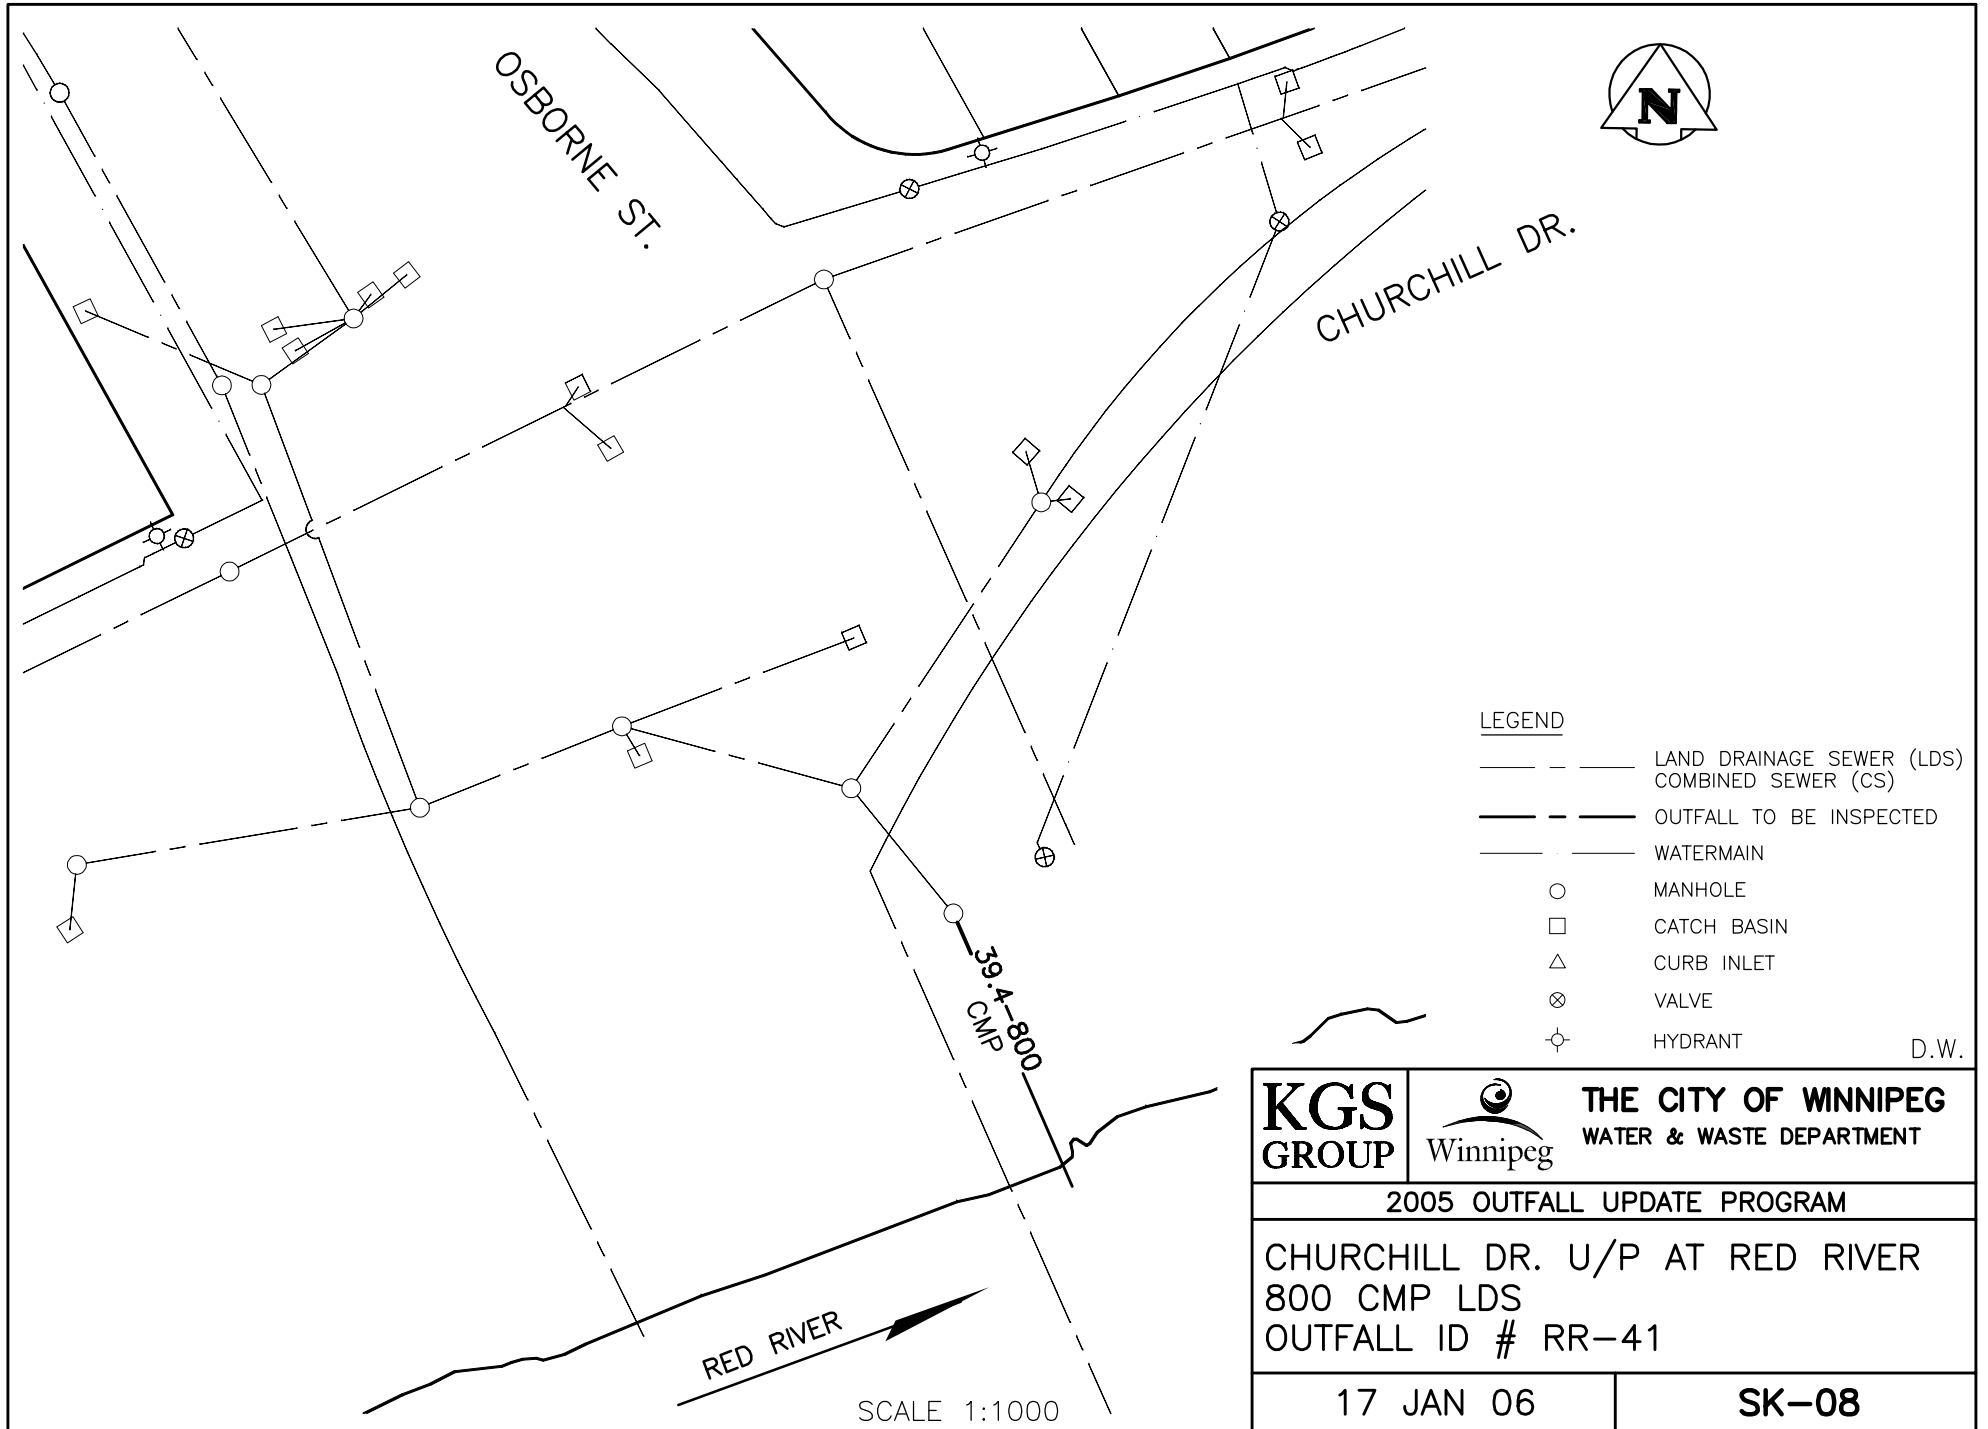 OSBORNE ST.
N
CHURCHILL DR.
39.4-800
CMP
RED RIVER
SCALE 1:1000
LEGEND
LAND DRAINAGE SEWER (LDS)
COMBINED SEWER (CS)
OUTFALL TO BE INSPECTED
WATERMAIN
MANHOLE
CATCH BASIN
CURB INLET
VALVE
HYDRANT
D.W.
KGS
GROUP
Winnipeg
THE CITY OF WINNIPEG
WATER & WASTE DEPARTMENT
2005 OUTFALL UPDATE PROGRAM
CHURCHILL DR. U/P AT RED RIVER
800 CMP LDS
OUTFALL ID # RR-41
17 JAN 06
SK-08